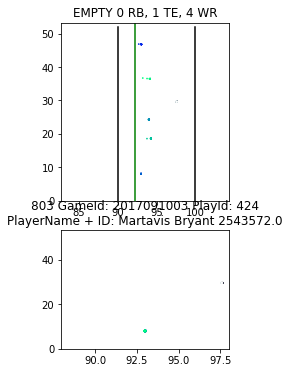 EMPTY 0 RB, 1 TE, 4 WR
50
40
30
20
10
0
85 90 95 100
803 GameId: 2017091003 PlayId: 424
PlayerName + ID: Martavis Bryant 2543572.0
40
20
0
90.0 92.5 95.0 97.5